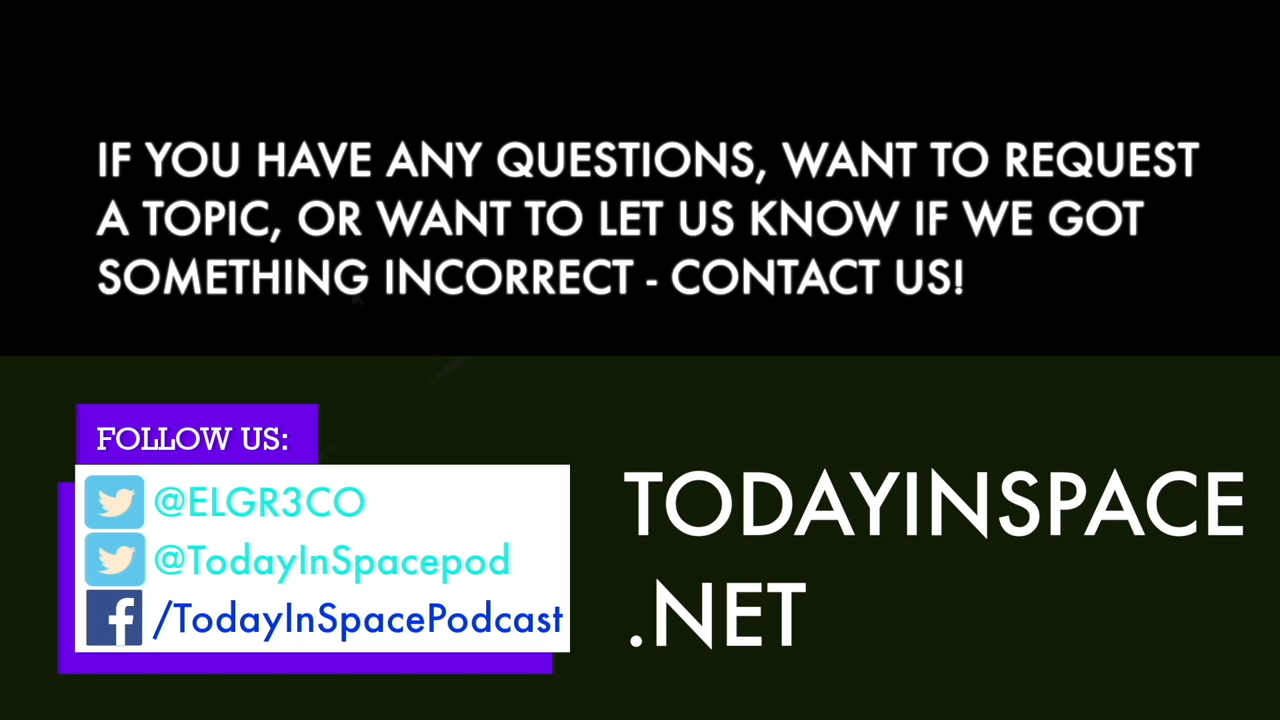 IF YOU HAVE ANY QUESTIONS, WANT TO REQUEST
A TOPIC, OR WANT TO LET US KNOW IF WE GOT
SOMETHING INCORRECT - CONTACT US!
FOLLOW US:
@ELGR3CO
@TodayInSpacepod
/TodayInSpacePodcast
TODAYINSPACE
.NET